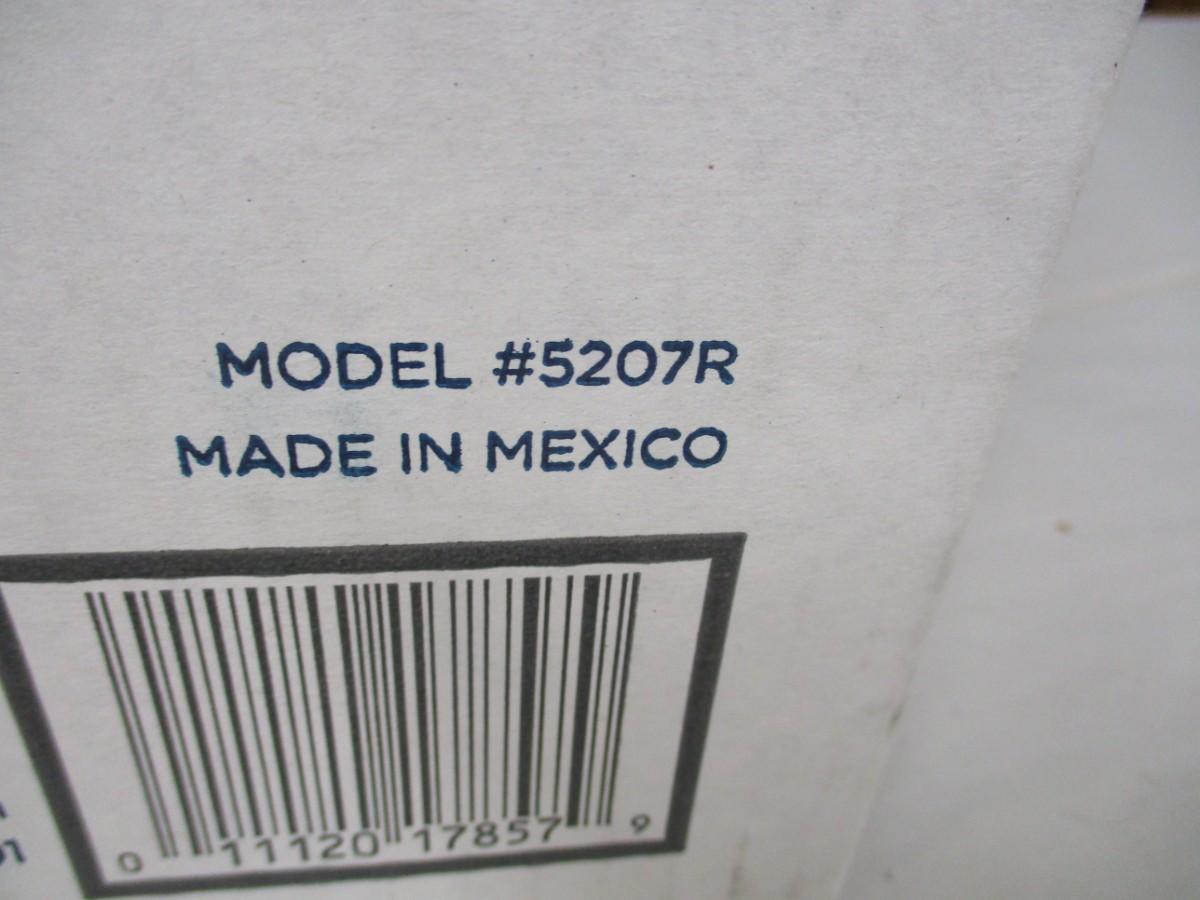 MODEL #5207R
MADE IN MEXICO
0 11120 17857 9